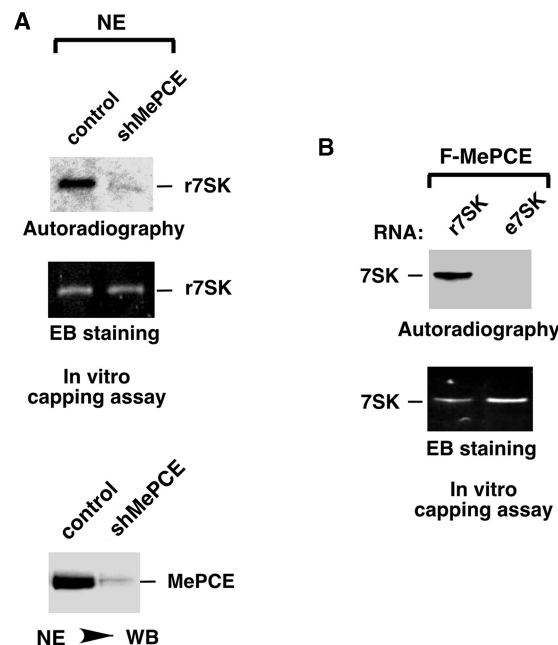 A
NE
control
shMePCE
r7SK
Autoradiography
r7SK
EB staining
In vitro
capping assay
control
shMePCE
MePCE
NE
WB
B
F-MePCE
RNA:
r7SK
e7SK
7SK
Autoradiography
7SK
EB staining
In vitro
capping assay